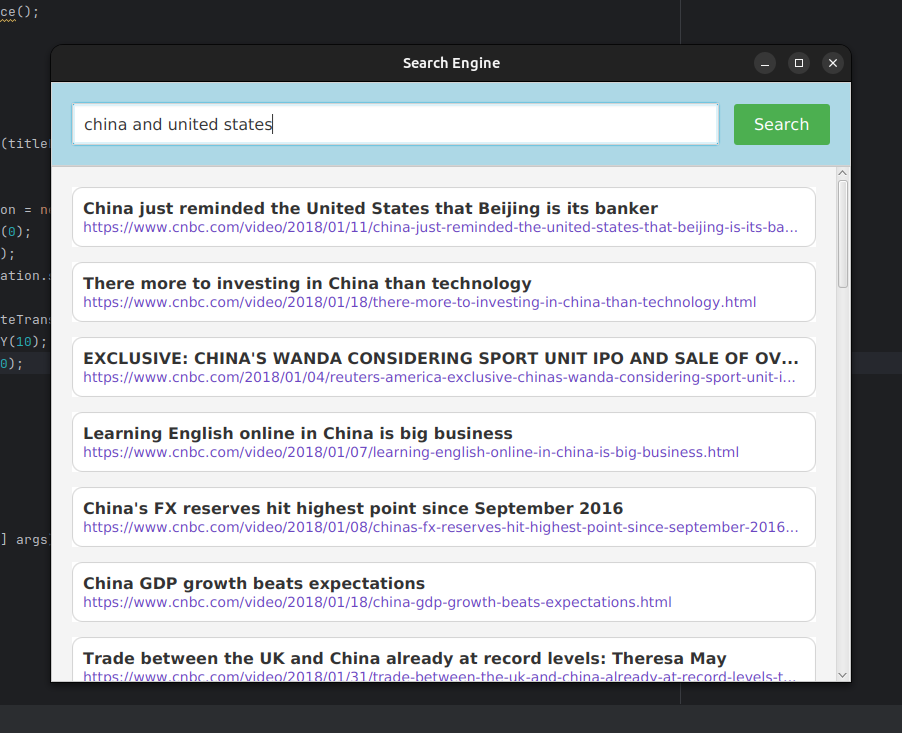 ce();
Search Engine
china and united states
Search
(title
China just reminded the United States that Beijing is its banker
on = n
https://www.cnbc.com/video/2018/01/11/china-just-reminded-the-united-states-that-beijing-is-its-ba...
(0);
);
ation.
There more to investing in China than technology
https://www.cnbc.com/video/2018/01/18/there-more-to-investing-in-china-than-technology.html
teTran
Y(10);
EXCLUSIVE: CHINA'S WANDA CONSIDERING SPORT UNIT IPO AND SALE OF OV...
0);
https://www.cnbc.com/2018/01/04/reuters-america-exclusive-chinas-wanda-considering-sport-unit-i...
Learning English online in China is big business
https://www.cnbc.com/video/2018/01/07/learning-english-online-in-china-is-big-business.html
China's FX reserves hit highest point since September 2016
https://www.cnbc.com/video/2018/01/08/chinas-fx-reserves-hit-highest-point-since-september-2016...
] args
China GDP growth beats expectations
https://www.cnbc.com/video/2018/01/18/china-gdp-growth-beats-expectations.html
Trade between the UK and China already at record levels: Theresa May
https://www.cnbc.com/video/2018/01/31/trade-between-the-uk-and-china-already-at-record-levels-t...